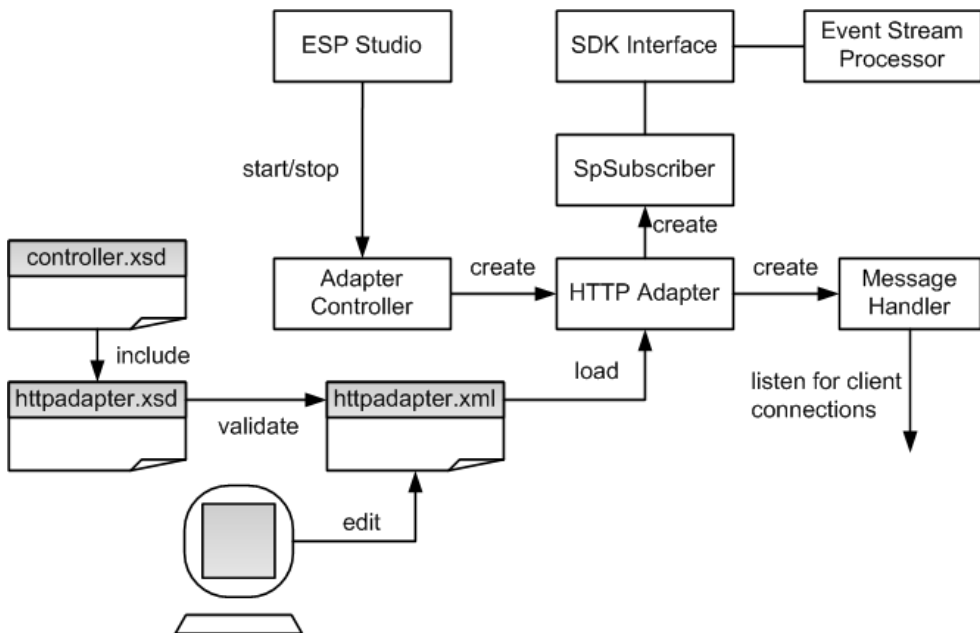 ESP Studio
SDK Interface
Event Stream
Processor
start/stop
SpSubscriber
create
controller.xsd
Adapter
Controller
create
HTTP Adapter
create
Message
Handler
include
load
listen for client
connections
httpadapter.xsd
validate
httpadapter.xml
edit